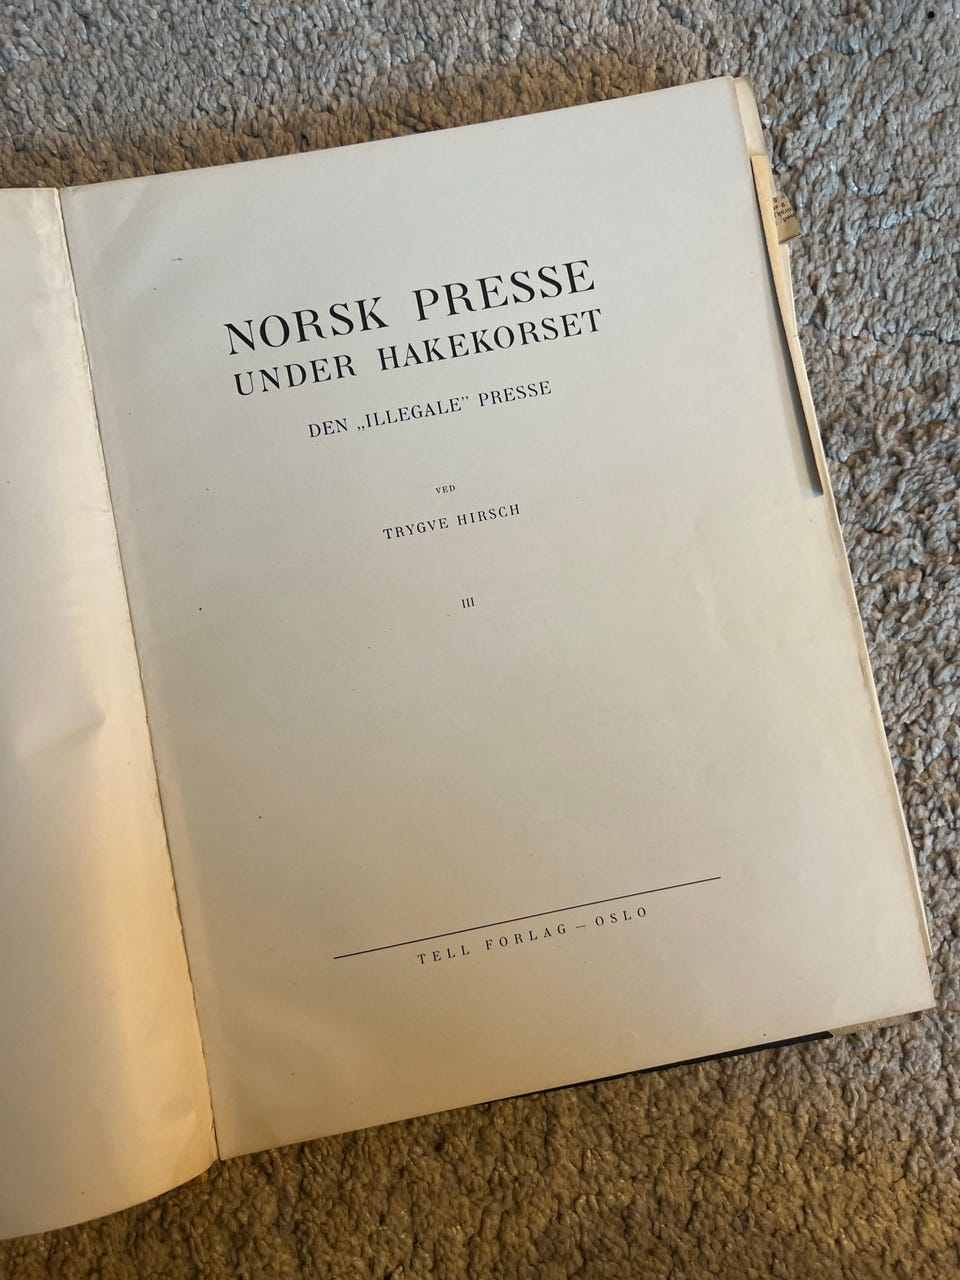 NORSK PRESSE
UNDER HAKEKORSET
DEN „ILLEGALE” PRESSE
VED
TRYGVE HIRSCH
III
TELL FORLAG — OSLO